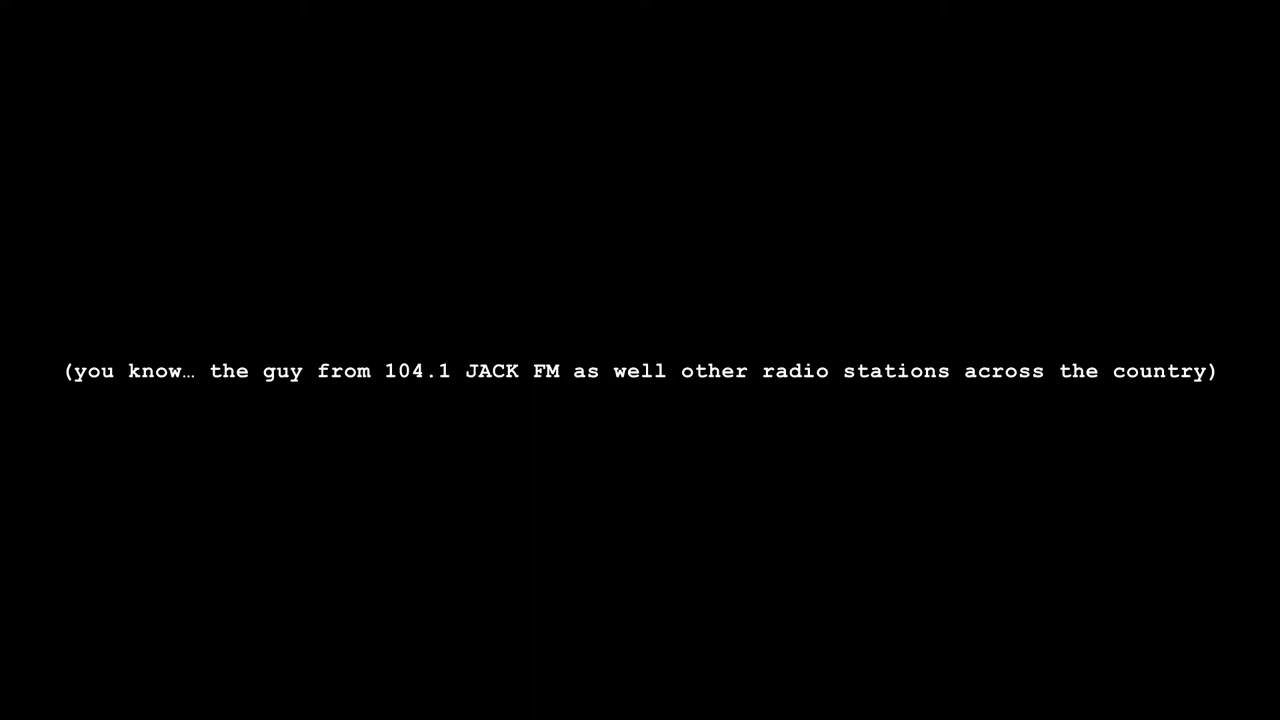 (you know… the guy from 104.1 JACK FM as well other radio stations across the country)